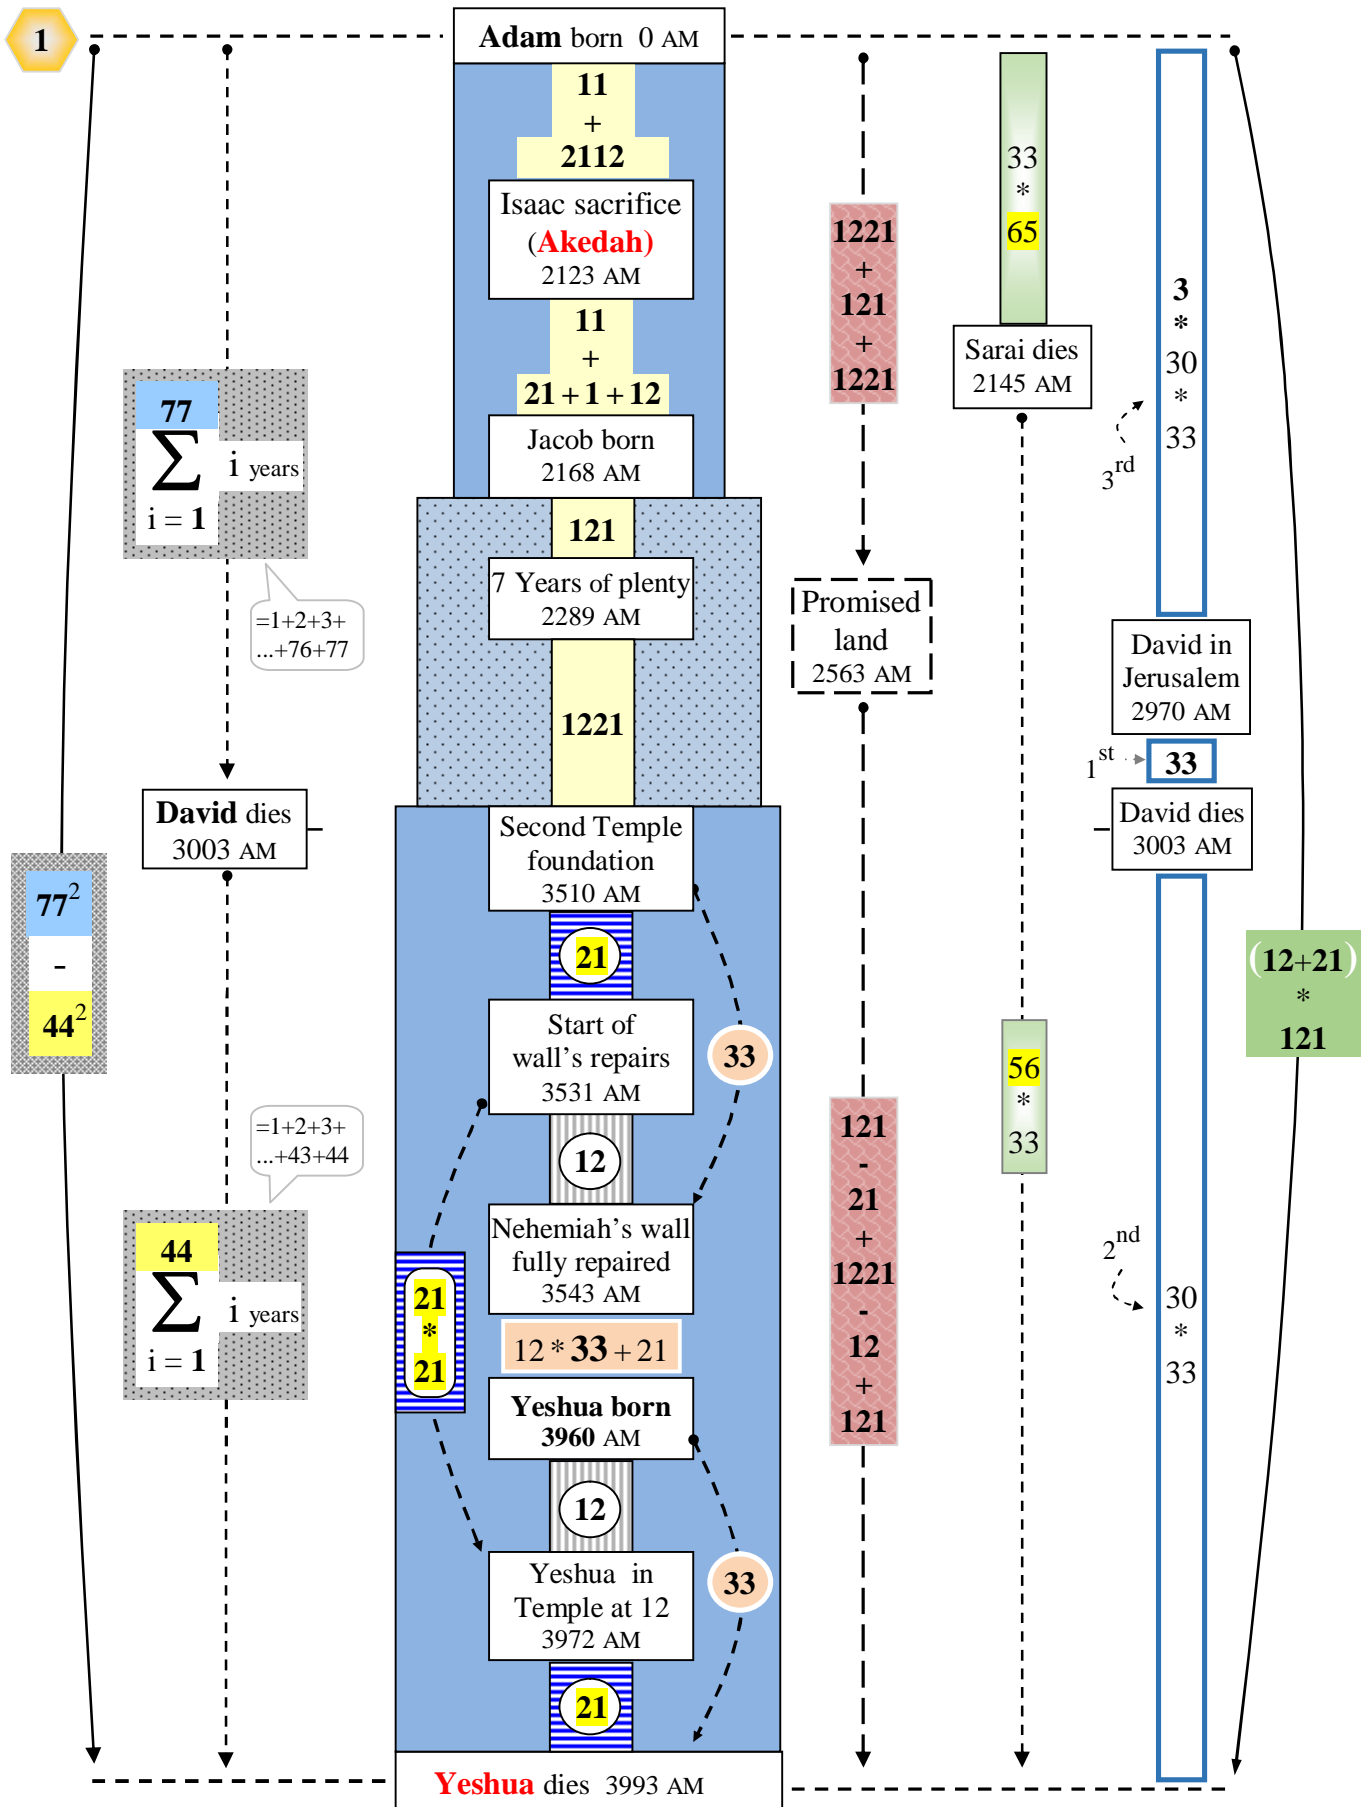 1
Adam born 0 AM
11
+
2112
Isaac sacrifice
(Akedah)
2123 AM
11
+
21 + 1 + 12
Jacob born
2168 AM
121
7 Years of plenty
2289 AM
1221
Second Temple
foundation
3510 AM
21
Start of
wall's repairs
3531 AM
33
12
Nehemiah's wall
fully repaired
3543 AM
21
*
21
12 * 33 + 21
Yeshua born
3960 AM
12
Yeshua in
Temple at 12
3972 AM
33
21
Yeshua dies 3993 AM
77²
-
44²
77
∑ i years
i = 1
=1+2+3+
...+76+77
David dies
3003 AM
=1+2+3+
...+43+44
44
∑ i years
i = 1
1221
+
121
+
1221
Promised
land
2563 AM
121
-
21
+
1221
-
12
+
121
33
*
65
Sarai dies
2145 AM
56
*
33
3
*
30
*
33
3rd
David in
Jerusalem
2970 AM
1st
33
David dies
3003 AM
2nd
30
*
33
(12+21)
*
121